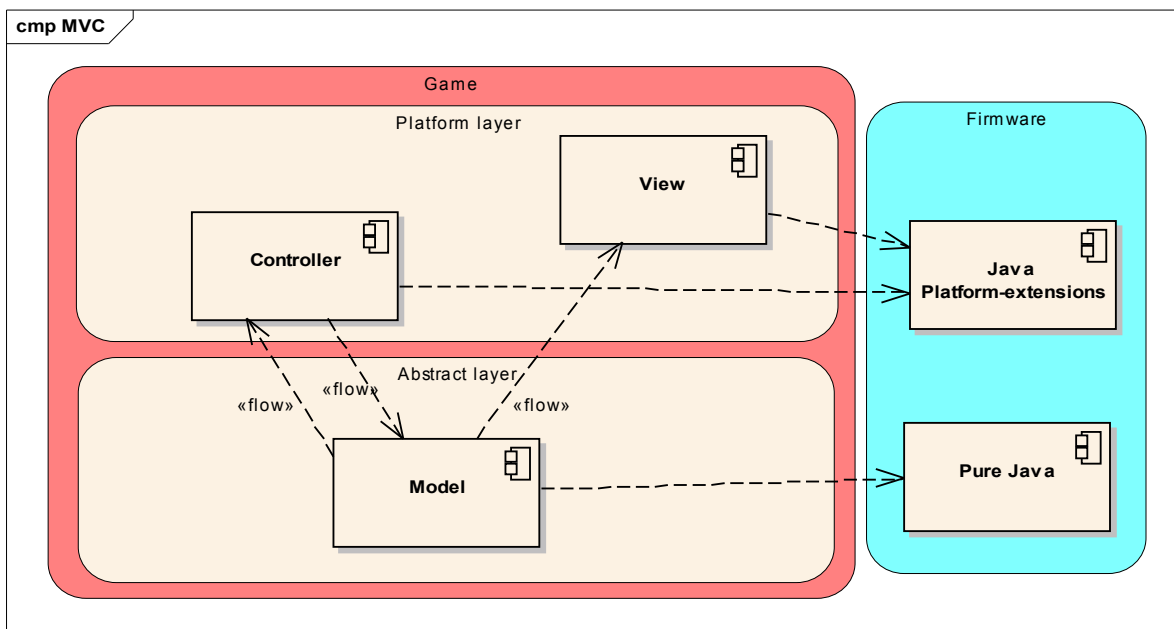 cmp MVC
Game
Platform layer
Firmware
View
Controller
Java
Platform-extensions
Abstract layer
«flow»
«flow»
«flow»
Model
Pure Java